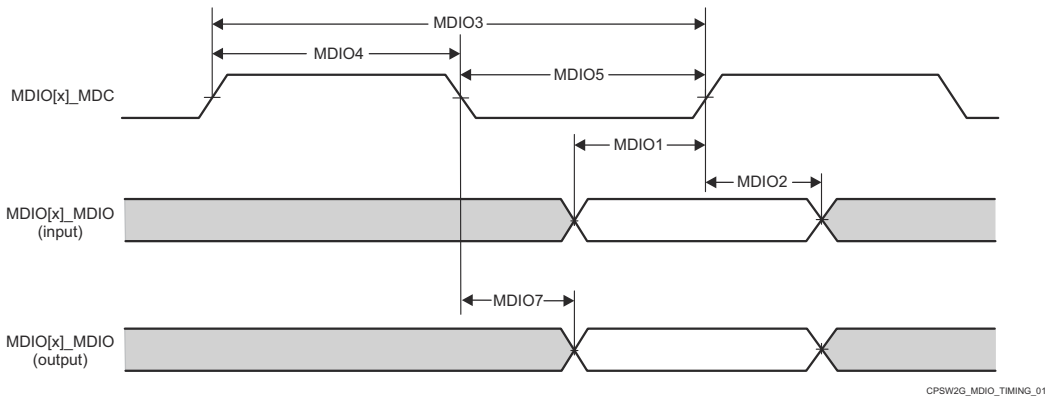 MDIO3
MDIO4
MDIO5
MDIO[x]_MDC
MDIO1
MDIO2
MDIO[x]_MDIO
(input)
MDIO7
MDIO[x]_MDIO
(output)
CPSW2G_MDIO_TIMING_01